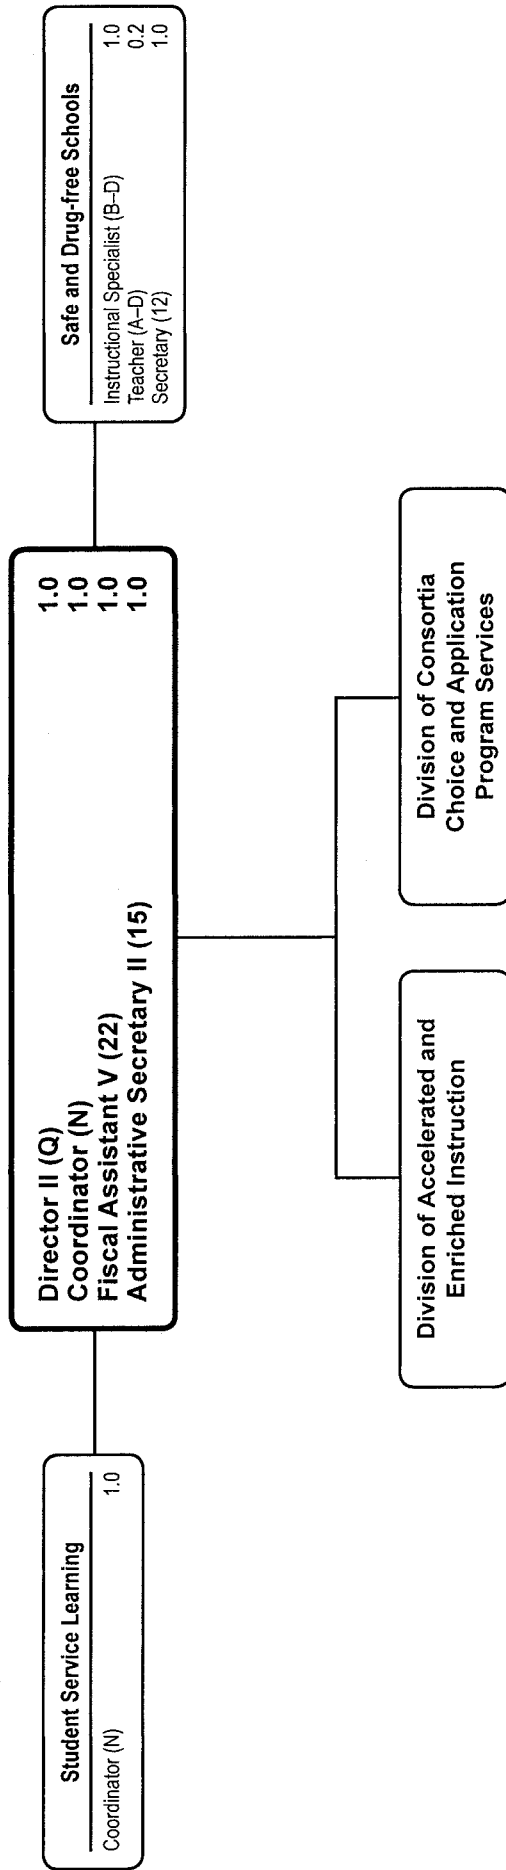 Student Service Learning
Coordinator (N) 1.0
Director II (Q) 1.0
Coordinator (N) 1.0
Fiscal Assistant V (22) 1.0
Administrative Secretary II (15) 1.0
Safe and Drug-free Schools
Instructional Specialist (B–D) 1.0
Teacher (A–D) 0.2
Secretary (12) 1.0
Division of Accelerated and
Enriched Instruction
Division of Consortia
Choice and Application
Program Services